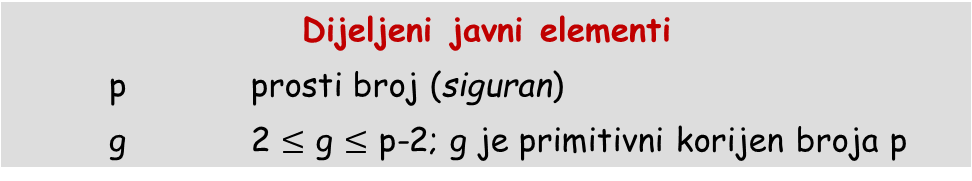 Dijeljeni javni elementi
p prosti broj (siguran)
g 2 ≤ g ≤ p-2; g je primitivni korijen broja p